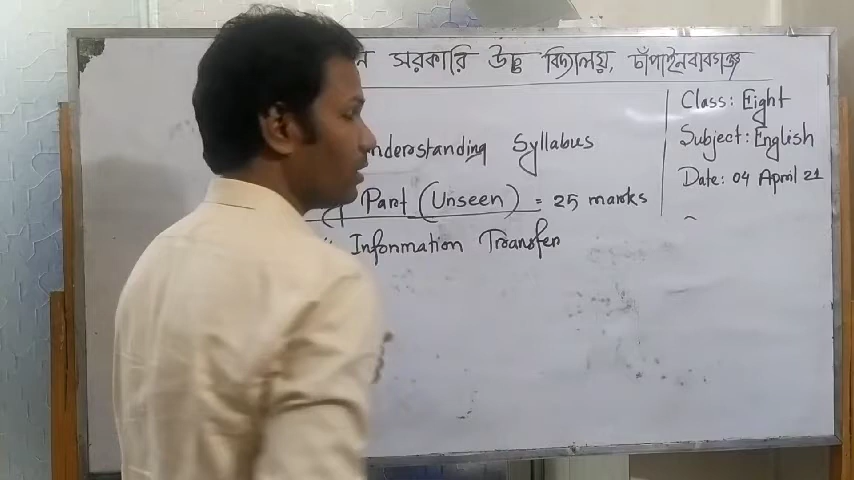 সরকারি উচ্চ বিদ্যালয়, চাঁপাইনবাবগঞ্জ
Class: Eight
Subject: English
Date: 04 April 21
nderstanding Syllabus
Part (Unseen) = 25 marks
Information Transfer